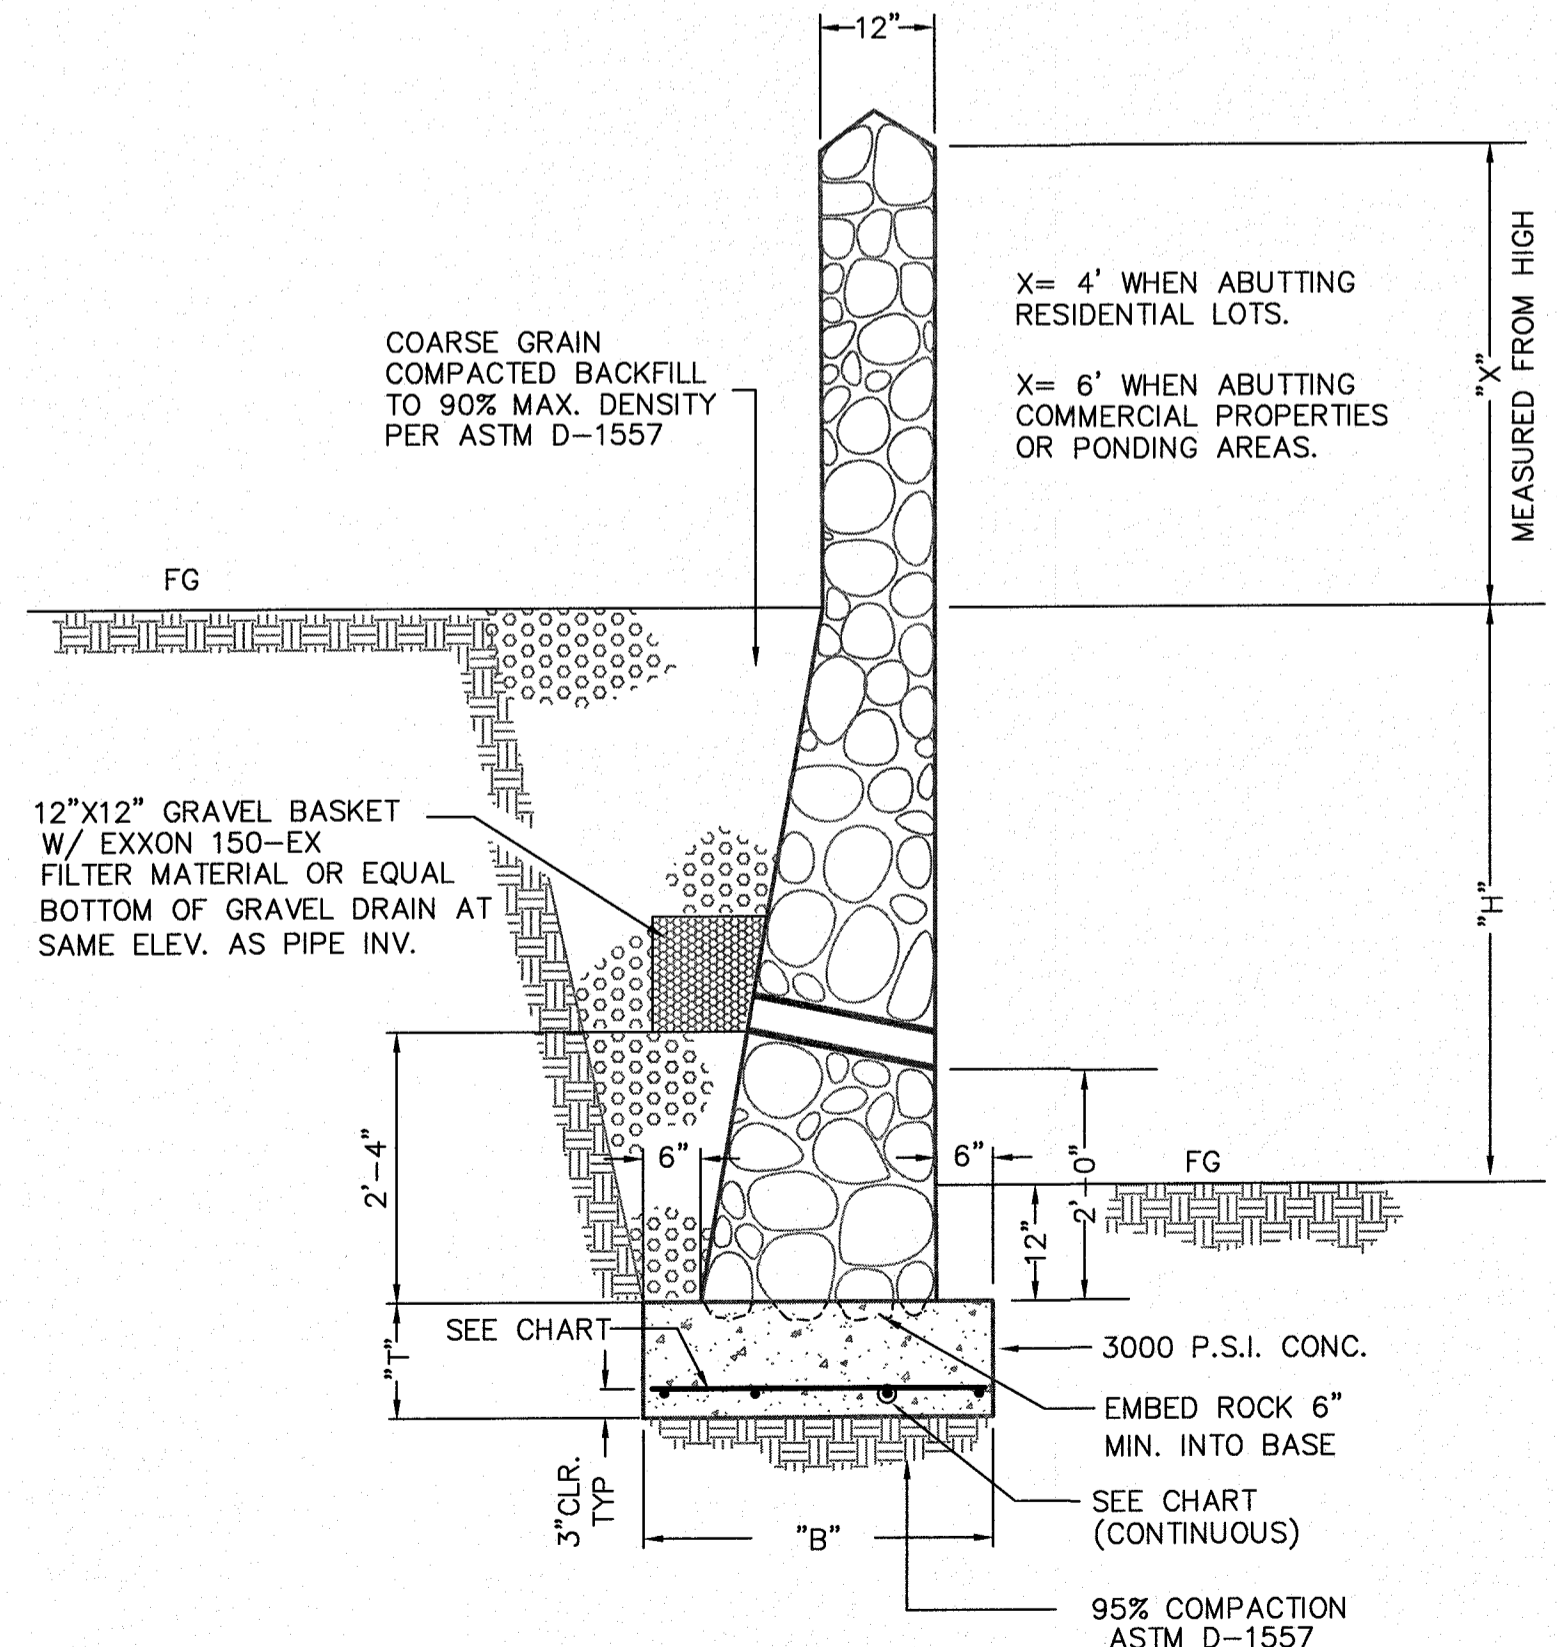 12"
COARSE GRAIN
COMPACTED BACKFILL
TO 90% MAX. DENSITY
PER ASTM D-1557
X= 4' WHEN ABUTTING
RESIDENTIAL LOTS.
X= 6' WHEN ABUTTING
COMMERCIAL PROPERTIES
OR PONDING AREAS.
"X"
MEASURED FROM HIGH
FG
12"X12" GRAVEL BASKET
W/ EXXON 150-EX
FILTER MATERIAL OR EQUAL
BOTTOM OF GRAVEL DRAIN AT
SAME ELEV. AS PIPE INV.
"H"
2'-4"
6"
6"
2'-0"
FG
12"
"T"
SEE CHART
3"CLR.
TYP
"B"
3000 P.S.I. CONC.
EMBED ROCK 6"
MIN. INTO BASE
SEE CHART
(CONTINUOUS)
95% COMPACTION
ASTM D-1557